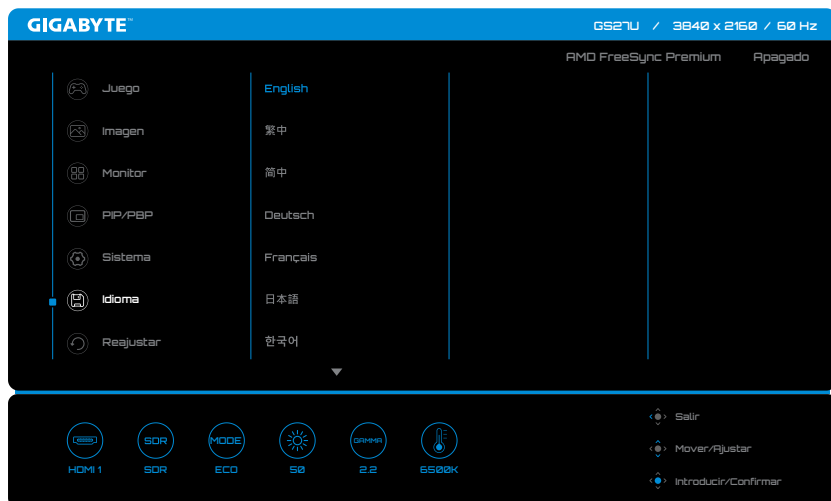 GIGABYTE™
GS27U / 3840 x 2160 / 60 Hz
AMD FreeSync Premium Apagado
Juego
Imagen
Monitor
PIP/PBP
Sistema
Idioma
Reajustar
English
繁中
简中
Deutsch
Français
日本語
한국어
HDMI 1
SDR
SDR
MODE
ECO
50
GAMMA
2.2
6500K
Salir
Mover/Ajustar
Introducir/Confirmar